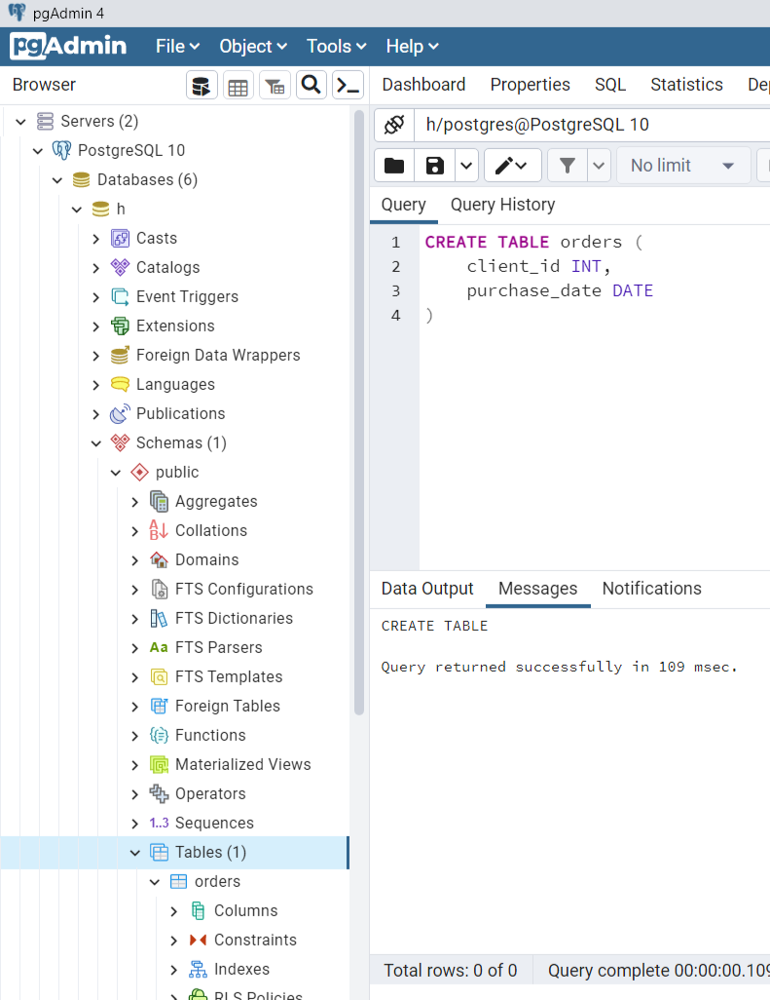 pgAdmin 4
pgAdmin File Object Tools Help
Browser
Servers (2)
PostgreSQL 10
Databases (6)
h
Casts
Catalogs
Event Triggers
Extensions
Foreign Data Wrappers
Languages
Publications
Schemas (1)
public
Aggregates
Collations
Domains
FTS Configurations
FTS Dictionaries
Aa FTS Parsers
FTS Templates
Foreign Tables
Functions
Materialized Views
Operators
1..3 Sequences
Tables (1)
orders
Columns
Constraints
Indexes
RLS Policies
Dashboard Properties SQL Statistics De
h/postgres@PostgreSQL 10
No limit
Query Query History
1 CREATE TABLE orders (
2 client_id INT,
3 purchase_date DATE
4 )
Data Output Messages Notifications
CREATE TABLE
Query returned successfully in 109 msec.
Total rows: 0 of 0 Query complete 00:00:00.109